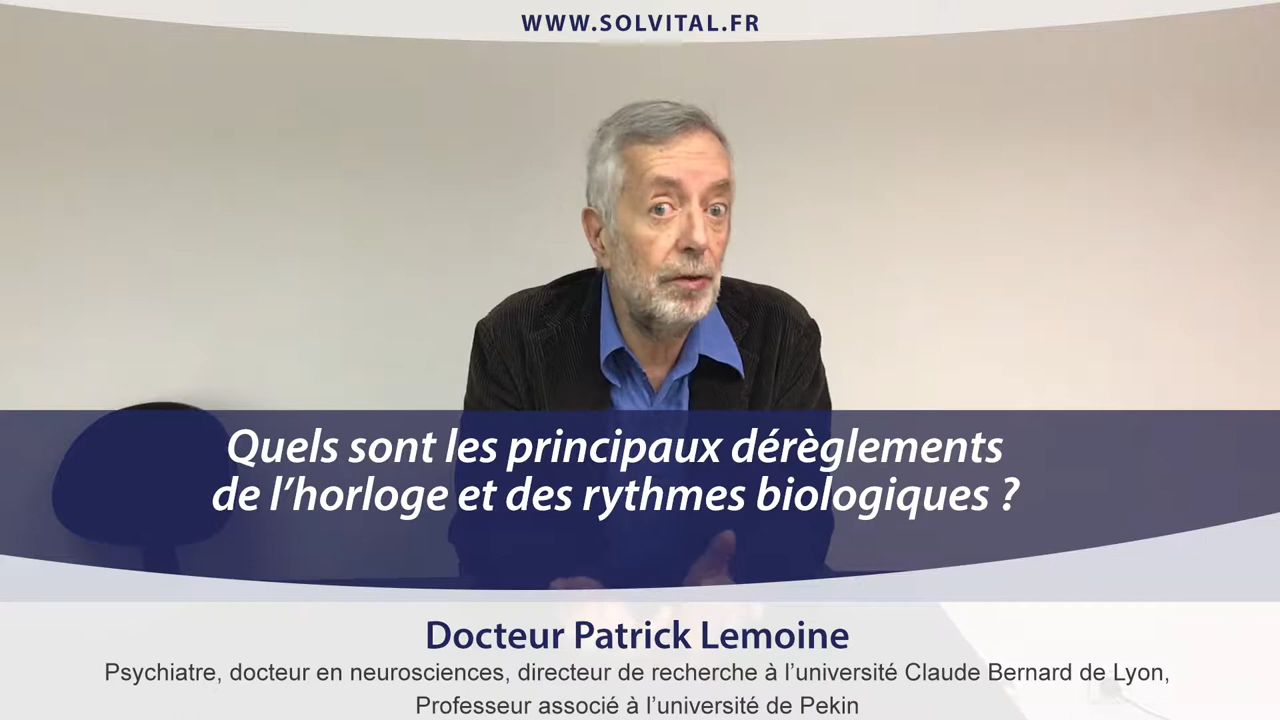 WWW.SOLVITAL.FR
Quels sont les principaux dérèglements
de l’horloge et des rythmes biologiques ?
Docteur Patrick Lemoine
Psychiatre, docteur en neurosciences, directeur de recherche à l’université Claude Bernard de Lyon,
Professeur associé à l’université de Pekin